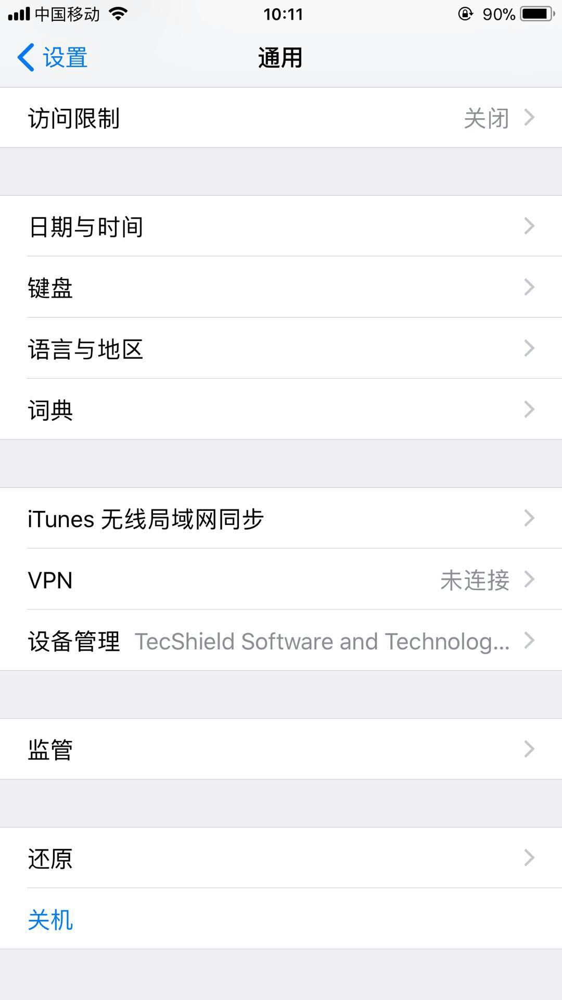 中国移动 10:11 90%
设置 通用
访问限制 关闭
日期与时间
键盘
语言与地区
词典
iTunes 无线局域网同步
VPN 未连接
设备管理 TecShield Software and Technolog...
监管
还原
关机